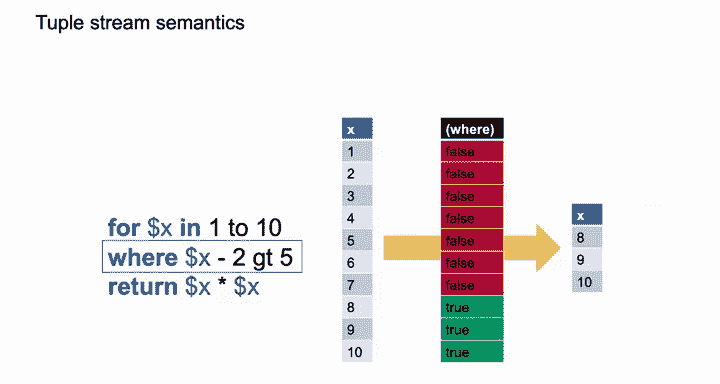 Tuple stream semantics
for $x in 1 to 10
where $x - 2 gt 5
return $x * $x
x
1
2
3
4
5
6
7
8
9
10
(where)
false
false
false
false
false
false
false
true
true
true
x
8
9
10